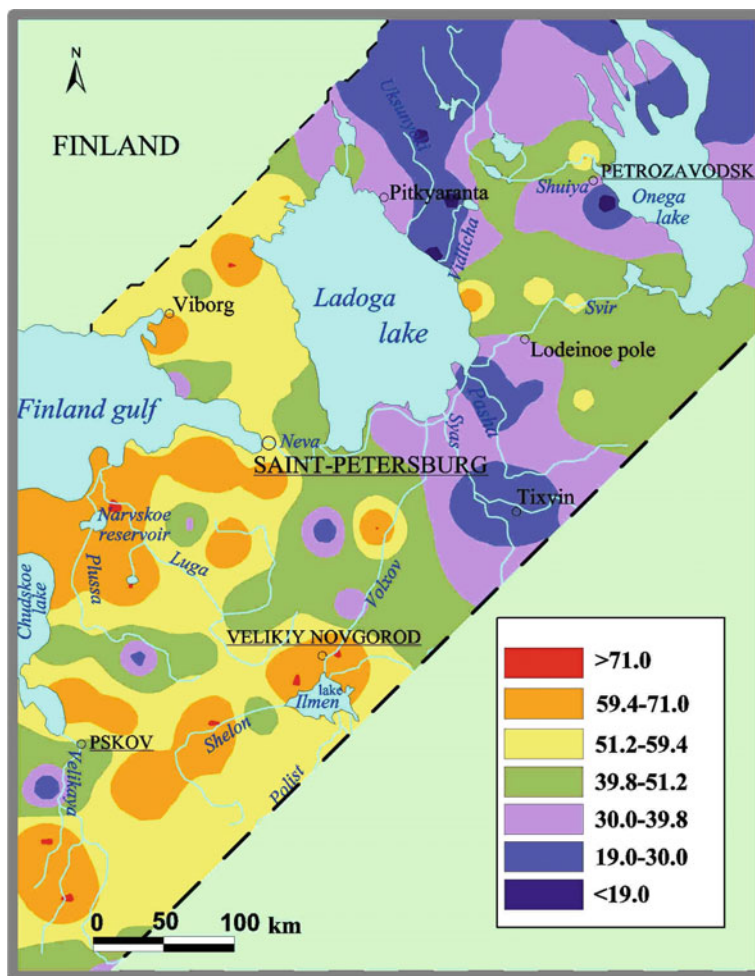 N
FINLAND
Uksunyoki
Pitkyaranta
Shuiya
PETROZAVODSK
Onega
lake
Vidlicha
Viborg
Ladoga
lake
Svir
Lodeinoe pole
Finland gulf
Neva
SAINT-PETERSBURG
Pasha
Syas
Tixvin
Narvskoe
reservoir
Luga
Plussa
Volxov
Chudskoe
lake
VELIKIY NOVGOROD
lake
Ilmen
Shelon
PSKOV
Velikaya
Polist
>71.0
59.4-71.0
51.2-59.4
39.8-51.2
30.0-39.8
19.0-30.0
<19.0
0 50 100 km